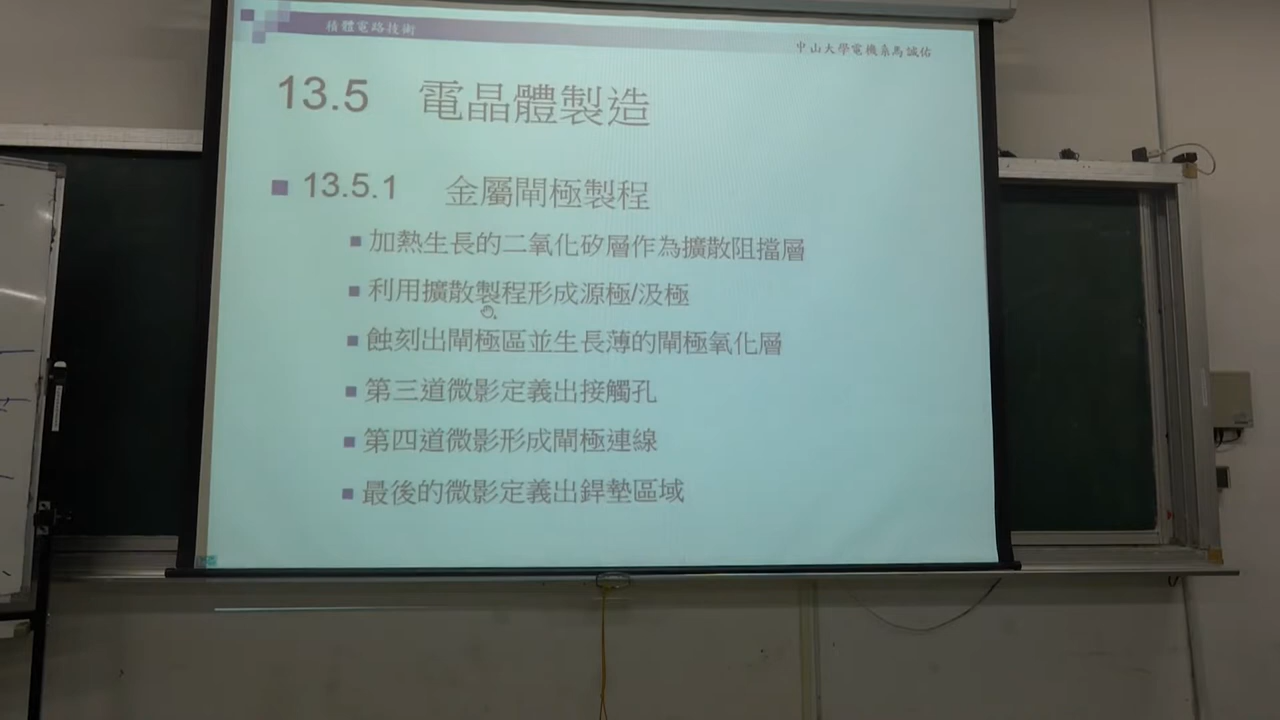 積體電路技術
中山大學電機系馬誠佑
13.5 電晶體製造
13.5.1 金屬閘極製程
加熱生長的二氧化矽層作為擴散阻擋層
利用擴散製程形成源極/汲極
蝕刻出閘極區並生長薄的閘極氧化層
第三道微影定義出接觸孔
第四道微影形成閘極連線
最後的微影定義出銲墊區域